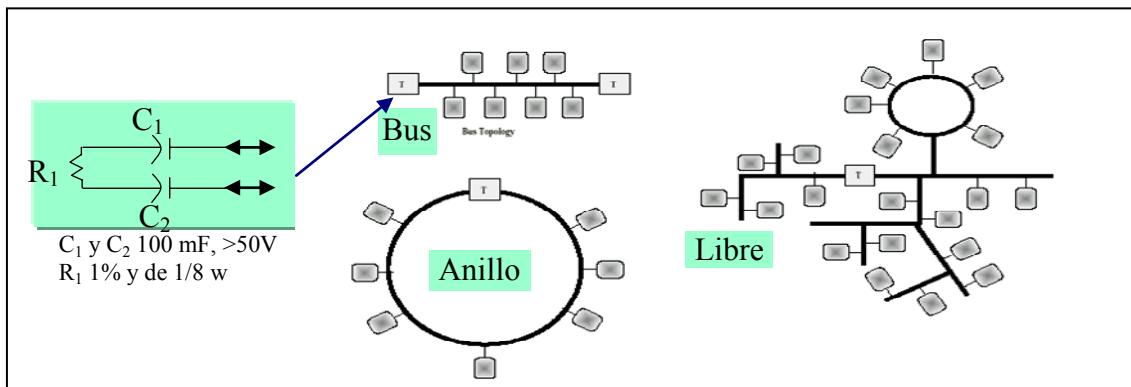 C₁
R₁
C₂
C₁ y C₂ 100 mF, >50V
R₁ 1% y de 1/8 w
T
T
Bus
Bus Topology
T
Anillo
T
Libre